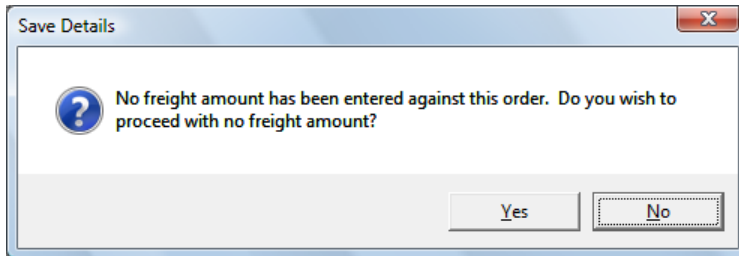 Save Details
No freight amount has been entered against this order.  Do you wish to
proceed with no freight amount?
Yes
No